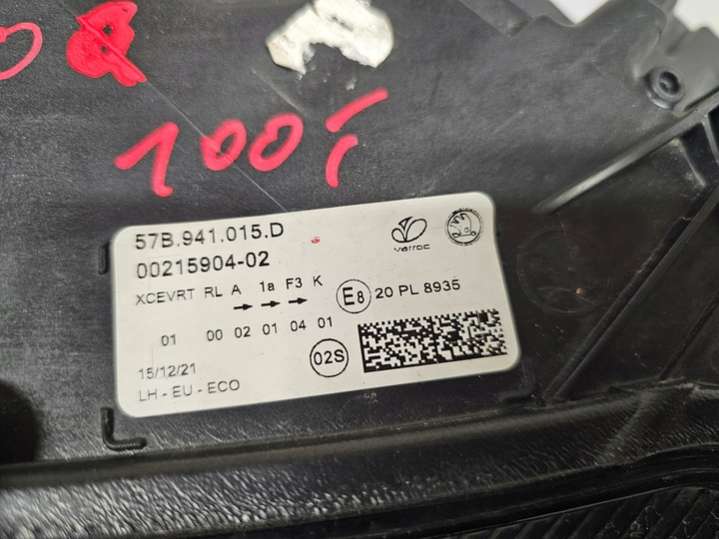 100%
57B.941.015.D
varroc
00215904-02
XCEVRT RL A 1a F3 K
E8 20 PL 8935
01 00 02 01 04 01
02S
15/12/21
LH - EU - ECO